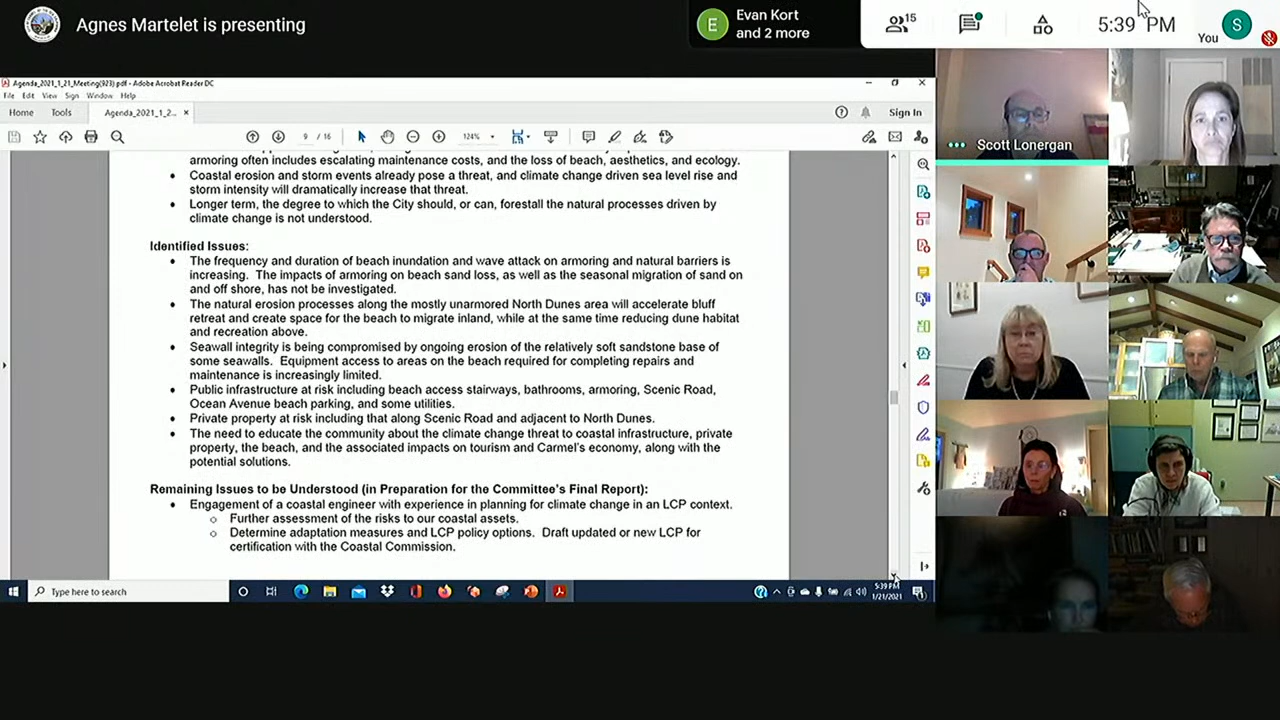 Agnes Martelet is presenting
E
Evan Kort
and 2 more
15
5:39 PM
You
S
Agenda_2021_1_21_Meeting(923).pdf - Adobe Acrobat Reader DC
File Edit View Sign Window Help
Home Tools Agenda_2021_1_2... × Sign In
9 / 16 124%
armoring often includes escalating maintenance costs, and the loss of beach, aesthetics, and ecology.
• Coastal erosion and storm events already pose a threat, and climate change driven sea level rise and
storm intensity will dramatically increase that threat.
• Longer term, the degree to which the City should, or can, forestall the natural processes driven by
climate change is not understood.
Identified Issues:
• The frequency and duration of beach inundation and wave attack on armoring and natural barriers is
increasing. The impacts of armoring on beach sand loss, as well as the seasonal migration of sand on
and off shore, has not be investigated.
• The natural erosion processes along the mostly unarmored North Dunes area will accelerate bluff
retreat and create space for the beach to migrate inland, while at the same time reducing dune habitat
and recreation above.
• Seawall integrity is being compromised by ongoing erosion of the relatively soft sandstone base of
some seawalls. Equipment access to areas on the beach required for completing repairs and
maintenance is increasingly limited.
• Public infrastructure at risk including beach access stairways, bathrooms, armoring, Scenic Road,
Ocean Avenue beach parking, and some utilities.
• Private property at risk including that along Scenic Road and adjacent to North Dunes.
• The need to educate the community about the climate change threat to coastal infrastructure, private
property, the beach, and the associated impacts on tourism and Carmel's economy, along with the
potential solutions.
Remaining Issues to be Understood (in Preparation for the Committee's Final Report):
• Engagement of a coastal engineer with experience in planning for climate change in an LCP context.
o Further assessment of the risks to our coastal assets.
o Determine adaptation measures and LCP policy options. Draft updated or new LCP for
certification with the Coastal Commission.
Type here to search
5:39 PM
1/21/2021
Scott Lonergan